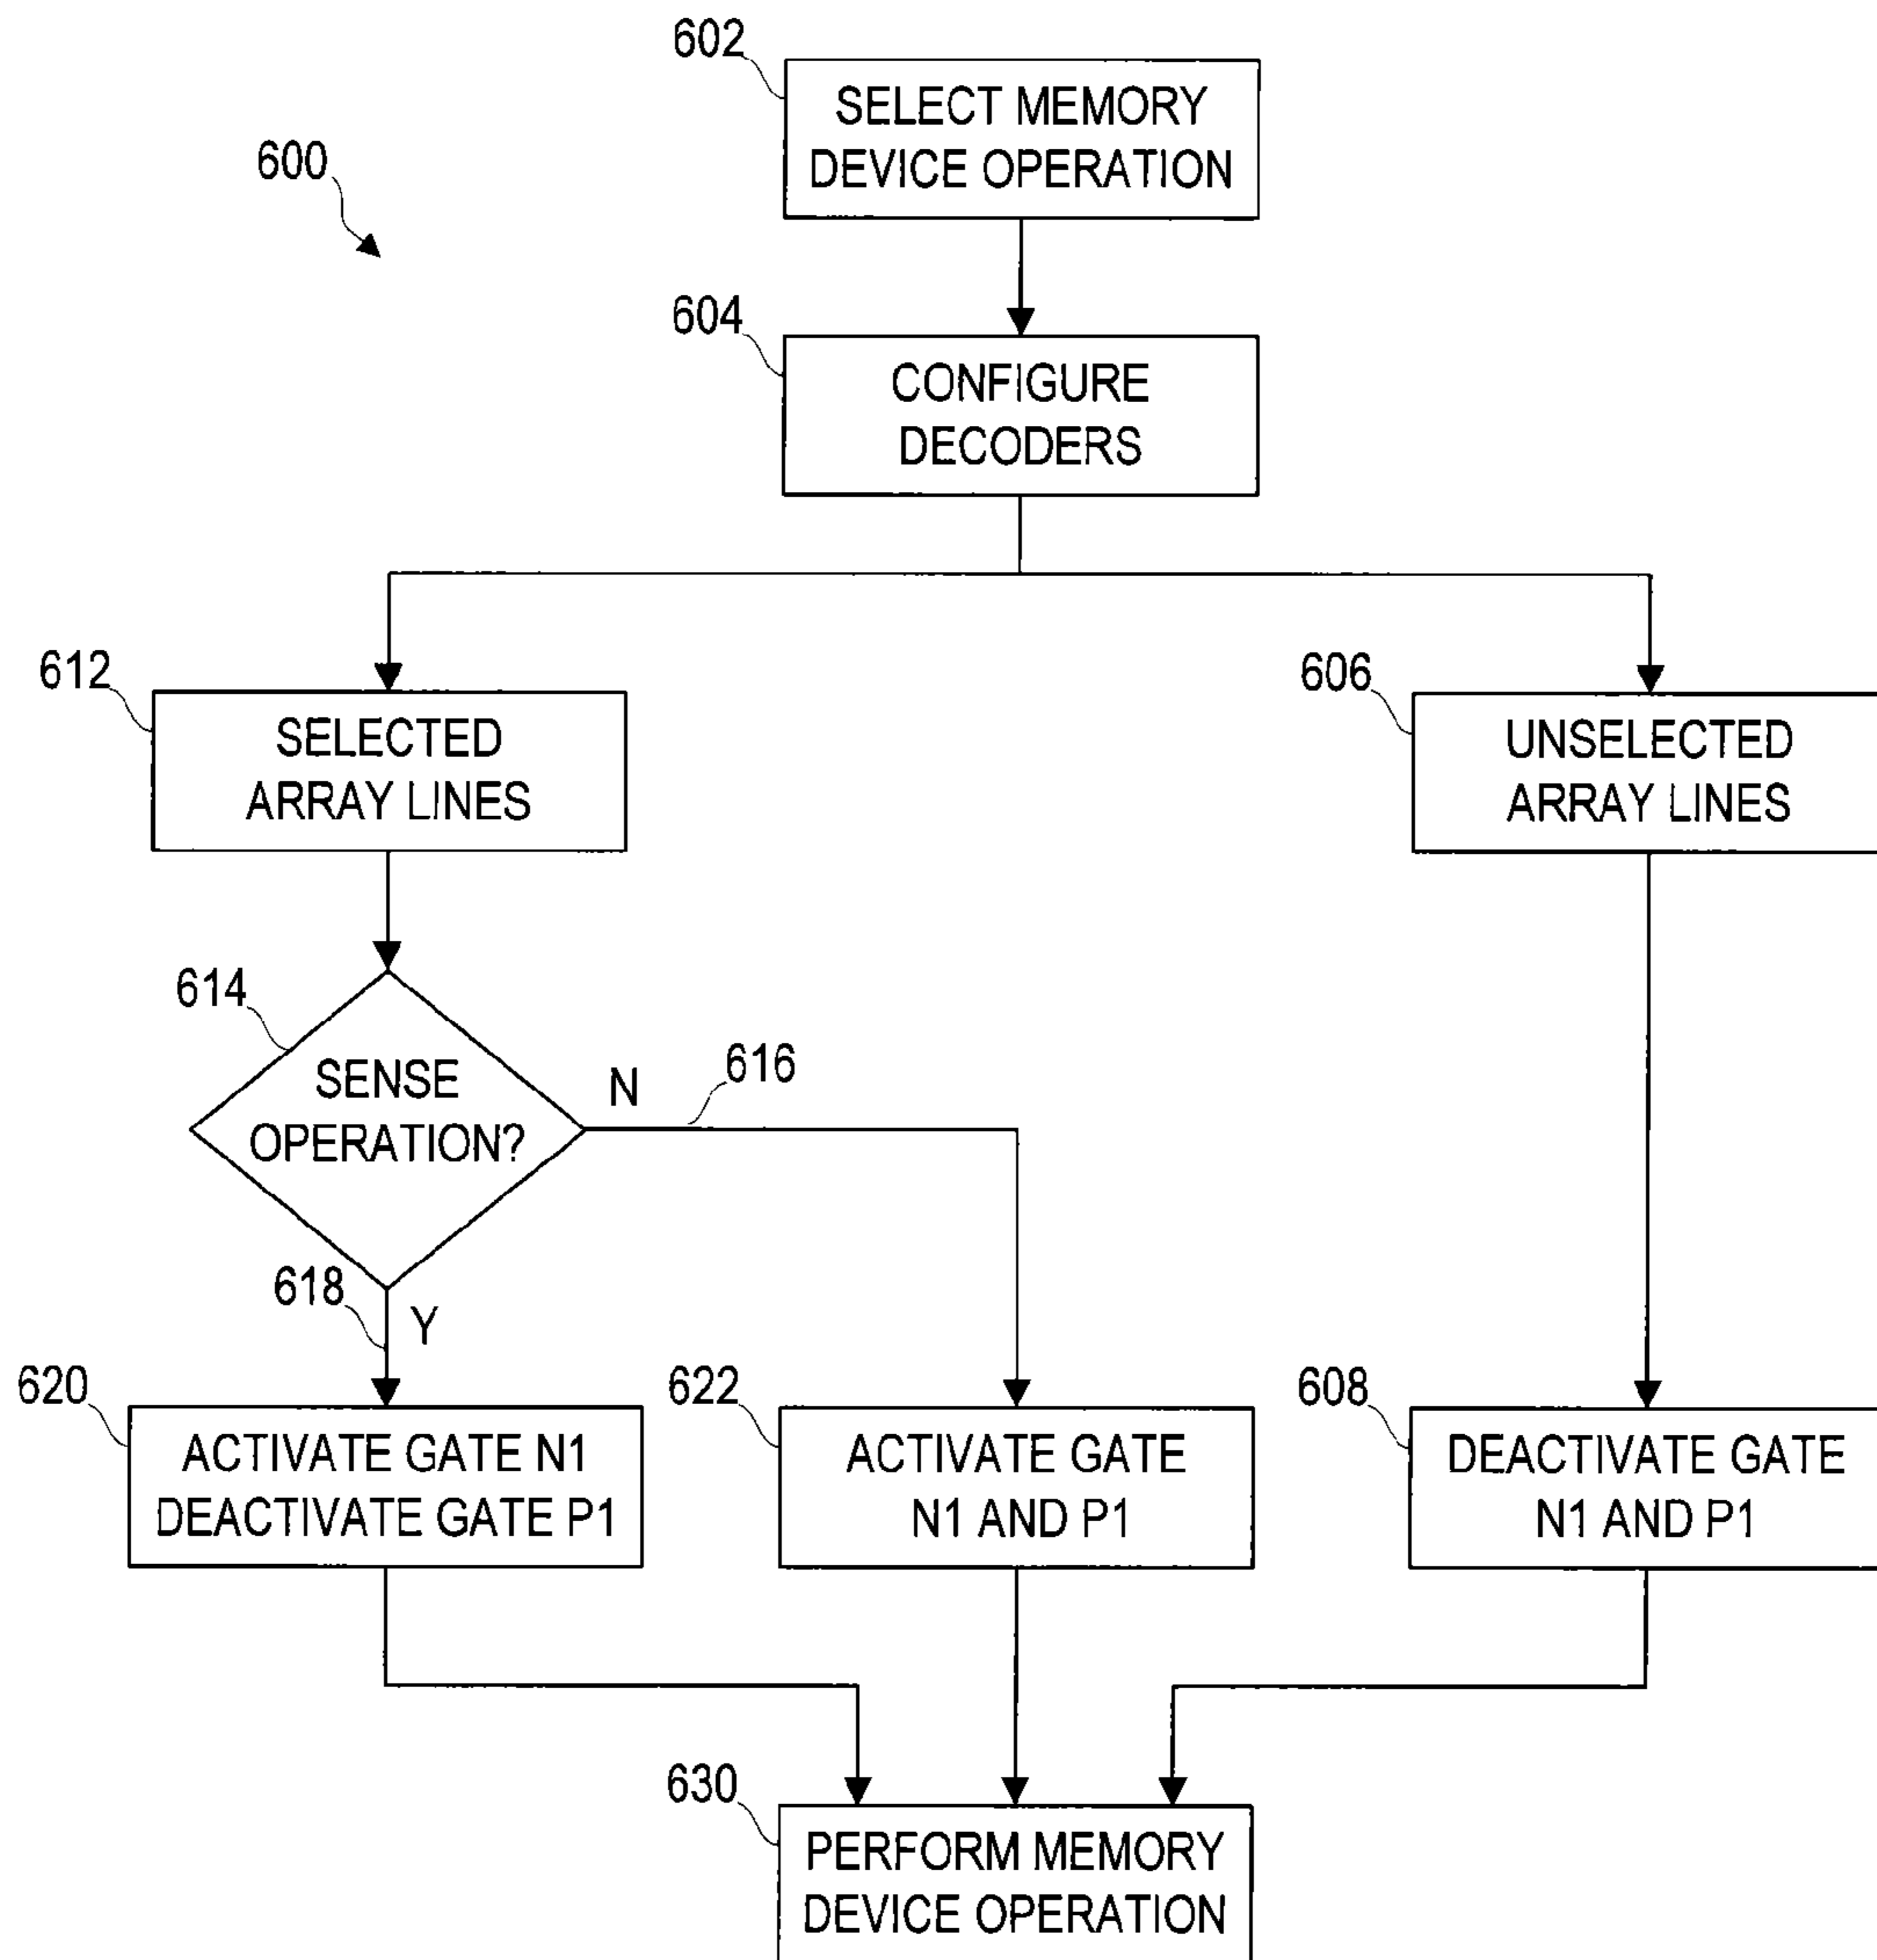 602
SELECT MEMORY
DEVICE OPERATION
600
604
CONFIGURE
DECODERS
612
SELECTED
ARRAY LINES
606
UNSELECTED
ARRAY LINES
614
SENSE
OPERATION?
N
616
618
Y
620
ACTIVATE GATE N1
DEACTIVATE GATE P1
622
ACTIVATE GATE
N1 AND P1
608
DEACTIVATE GATE
N1 AND P1
630
PERFORM MEMORY
DEVICE OPERATION